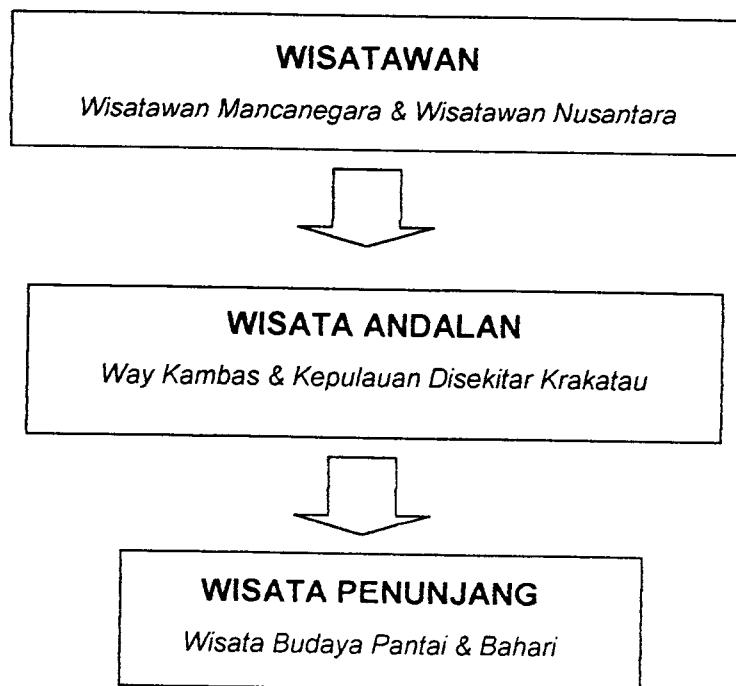 WISATAWAN
Wisatawan Mancanegara & Wisatawan Nusantara
WISATA ANDALAN
Way Kambas & Kepulauan Disekitar Krakatau
WISATA PENUNJANG
Wisata Budaya Pantai & Bahari